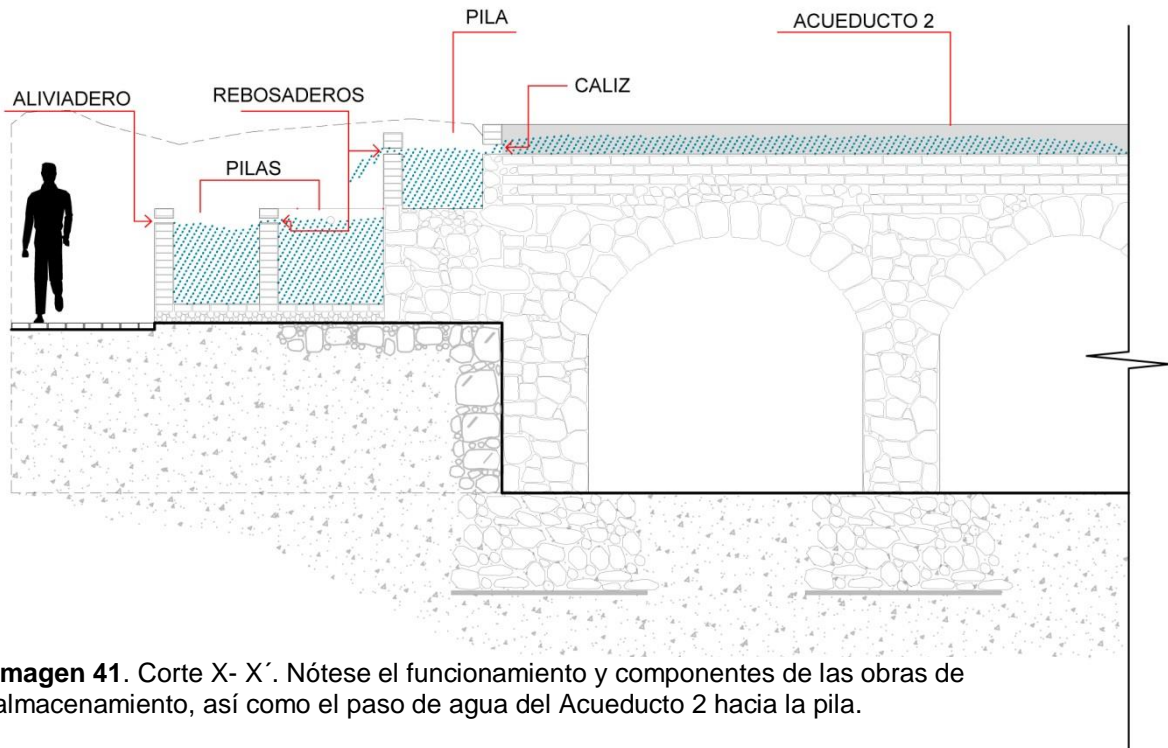 PILA
ACUEDUCTO 2
CALIZ
REBOSADEROS
ALIVIADERO
PILAS
magen 41. Corte X- X´. Nótese el funcionamiento y componentes de las obras de
almacenamiento, así como el paso de agua del Acueducto 2 hacia la pila.